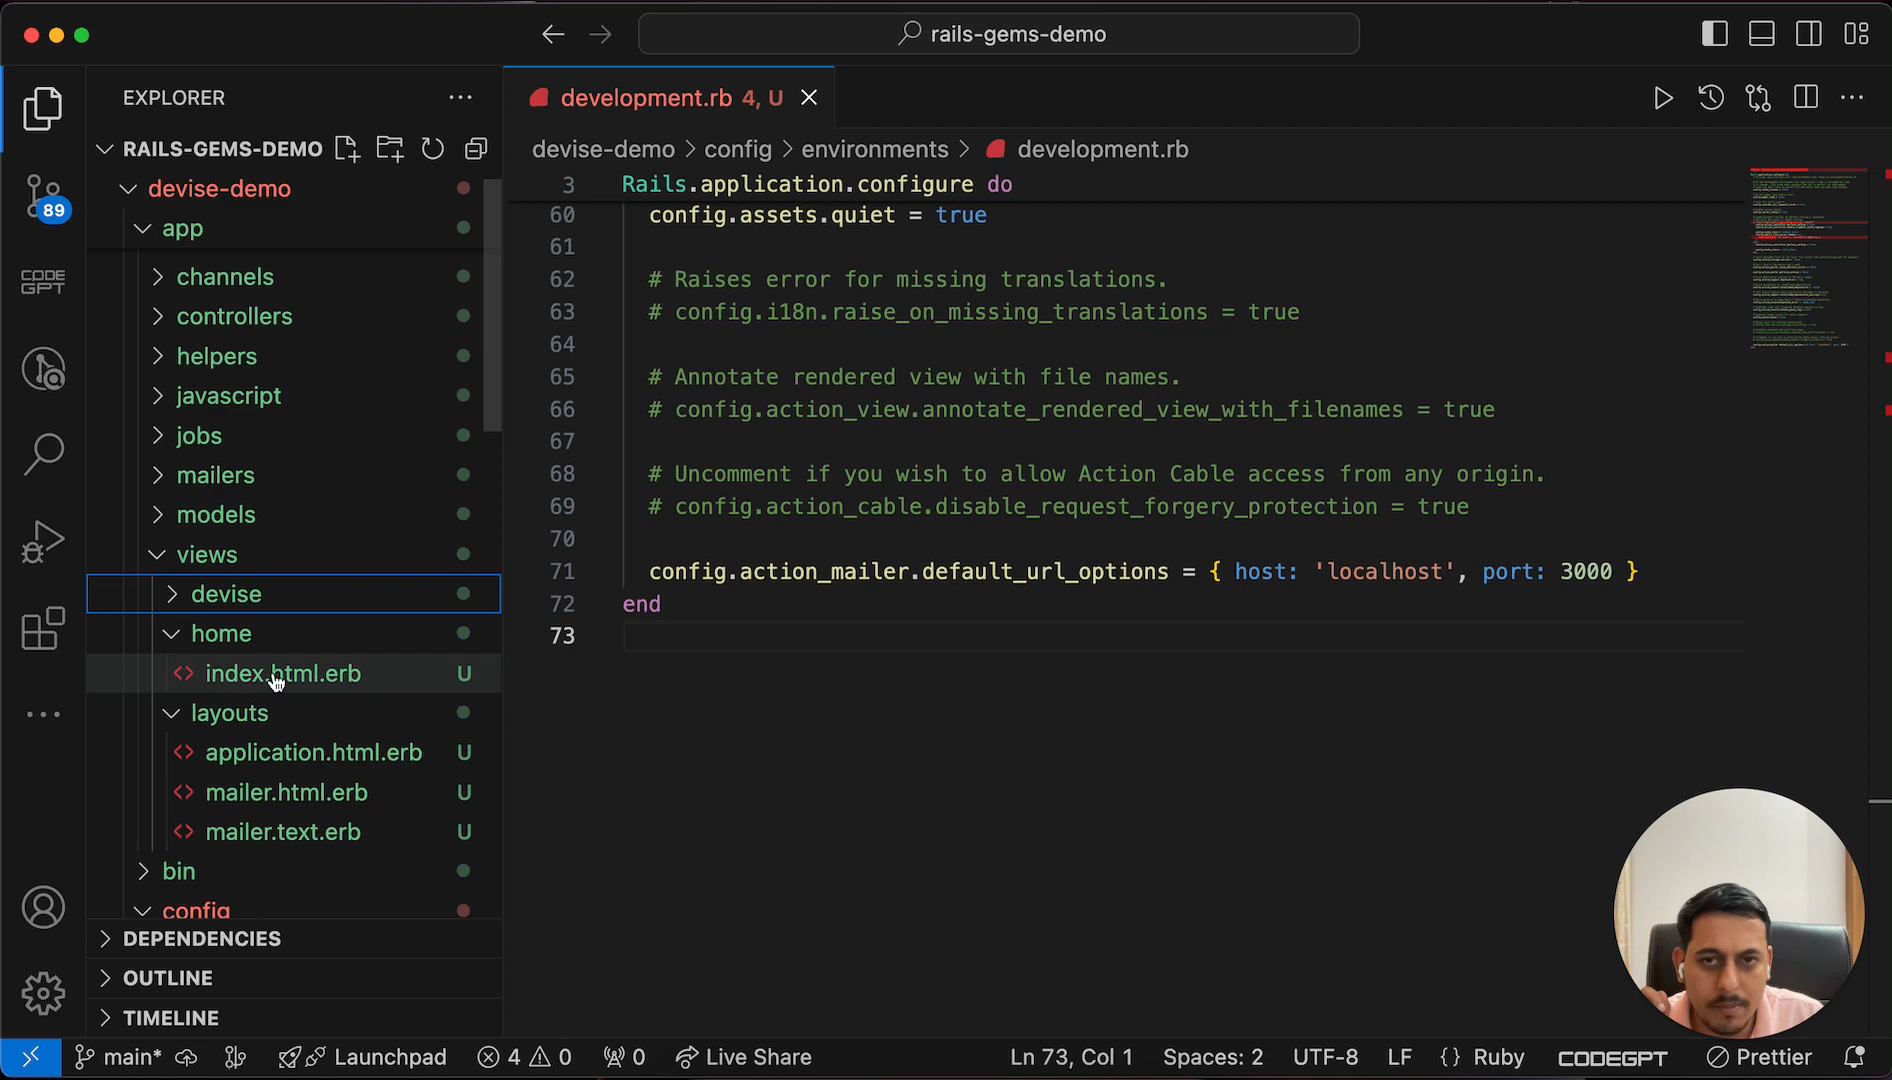 rails-gems-demo
EXPLORER
RAILS-GEMS-DEMO
devise-demo
app
channels
controllers
helpers
javascript
jobs
mailers
models
views
devise
home
index.html.erb U
layouts
application.html.erb U
mailer.html.erb U
mailer.text.erb U
bin
config
DEPENDENCIES
OUTLINE
TIMELINE
89
CODE
GPT
development.rb 4, U
devise-demo > config > environments > development.rb
3 Rails.application.configure do
60 config.assets.quiet = true
61
62 # Raises error for missing translations.
63 # config.i18n.raise_on_missing_translations = true
64
65 # Annotate rendered view with file names.
66 # config.action_view.annotate_rendered_view_with_filenames = true
67
68 # Uncomment if you wish to allow Action Cable access from any origin.
69 # config.action_cable.disable_request_forgery_protection = true
70
71 config.action_mailer.default_url_options = { host: 'localhost', port: 3000 }
72 end
73
main* Launchpad 4 0 0 Live Share Ln 73, Col 1 Spaces: 2 UTF-8 LF {} Ruby CODEGPT Prettier